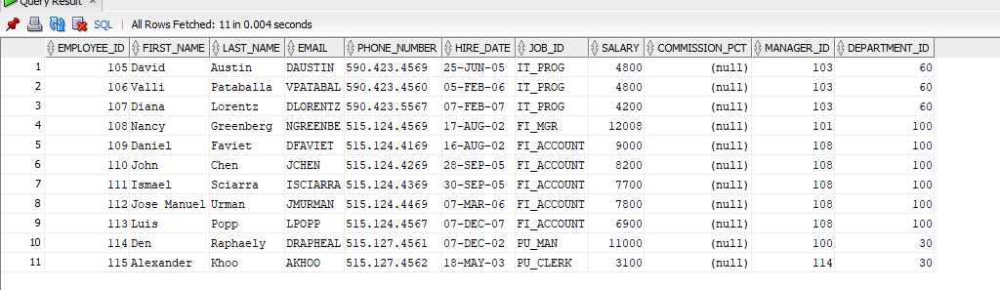 Query Result ×
SQL | All Rows Fetched: 11 in 0.004 seconds
EMPLOYEE_ID FIRST_NAME LAST_NAME EMAIL PHONE_NUMBER HIRE_DATE JOB_ID SALARY COMMISSION_PCT MANAGER_ID DEPARTMENT_ID
1 105 David Austin DAUSTIN 590.423.4569 25-JUN-05 IT_PROG 4800 (null) 103 60
2 106 Valli Pataballa VPATABAL 590.423.4560 05-FEB-06 IT_PROG 4800 (null) 103 60
3 107 Diana Lorentz DLORENTZ 590.423.5567 07-FEB-07 IT_PROG 4200 (null) 103 60
4 108 Nancy Greenberg NGREENBE 515.124.4569 17-AUG-02 FI_MGR 12008 (null) 101 100
5 109 Daniel Faviet DFAVIET 515.124.4169 16-AUG-02 FI_ACCOUNT 9000 (null) 108 100
6 110 John Chen JCHEN 515.124.4269 28-SEP-05 FI_ACCOUNT 8200 (null) 108 100
7 111 Ismael Sciarra ISCIARRA 515.124.4369 30-SEP-05 FI_ACCOUNT 7700 (null) 108 100
8 112 Jose Manuel Urman JMURMAN 515.124.4469 07-MAR-06 FI_ACCOUNT 7800 (null) 108 100
9 113 Luis Popp LPOPP 515.124.4567 07-DEC-07 FI_ACCOUNT 6900 (null) 108 100
10 114 Den Raphaely DRAPHEAL 515.127.4561 07-DEC-02 PU_MAN 11000 (null) 100 30
11 115 Alexander Khoo AKHOO 515.127.4562 18-MAY-03 PU_CLERK 3100 (null) 114 30